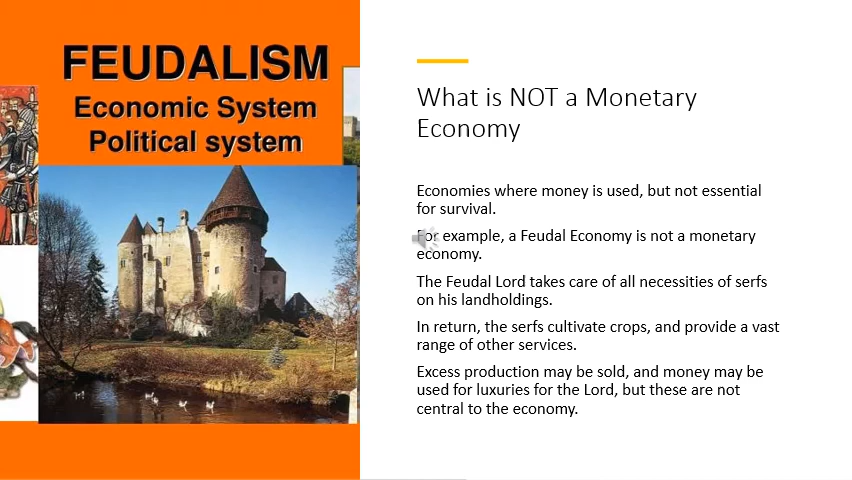 FEUDALISM
Economic System
Political system
What is NOT a Monetary
Economy
Economies where money is used, but not essential
for survival.
For example, a Feudal Economy is not a monetary
economy.
The Feudal Lord takes care of all necessities of serfs
on his landholdings.
In return, the serfs cultivate crops, and provide a vast
range of other services.
Excess production may be sold, and money may be
used for luxuries for the Lord, but these are not
central to the economy.